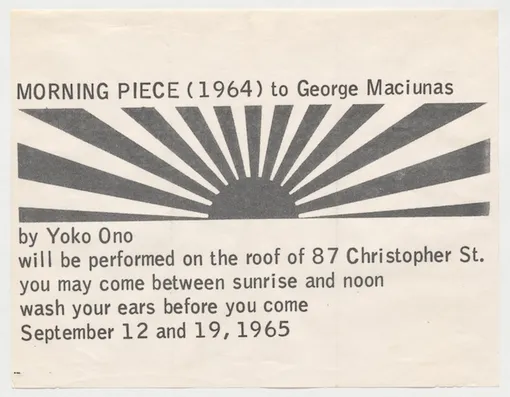 MORNING PIECE (1964) to George Maciunas
by Yoko Ono
will be performed on the roof of 87 Christopher St.
you may come between sunrise and noon
wash your ears before you come
September 12 and 19, 1965